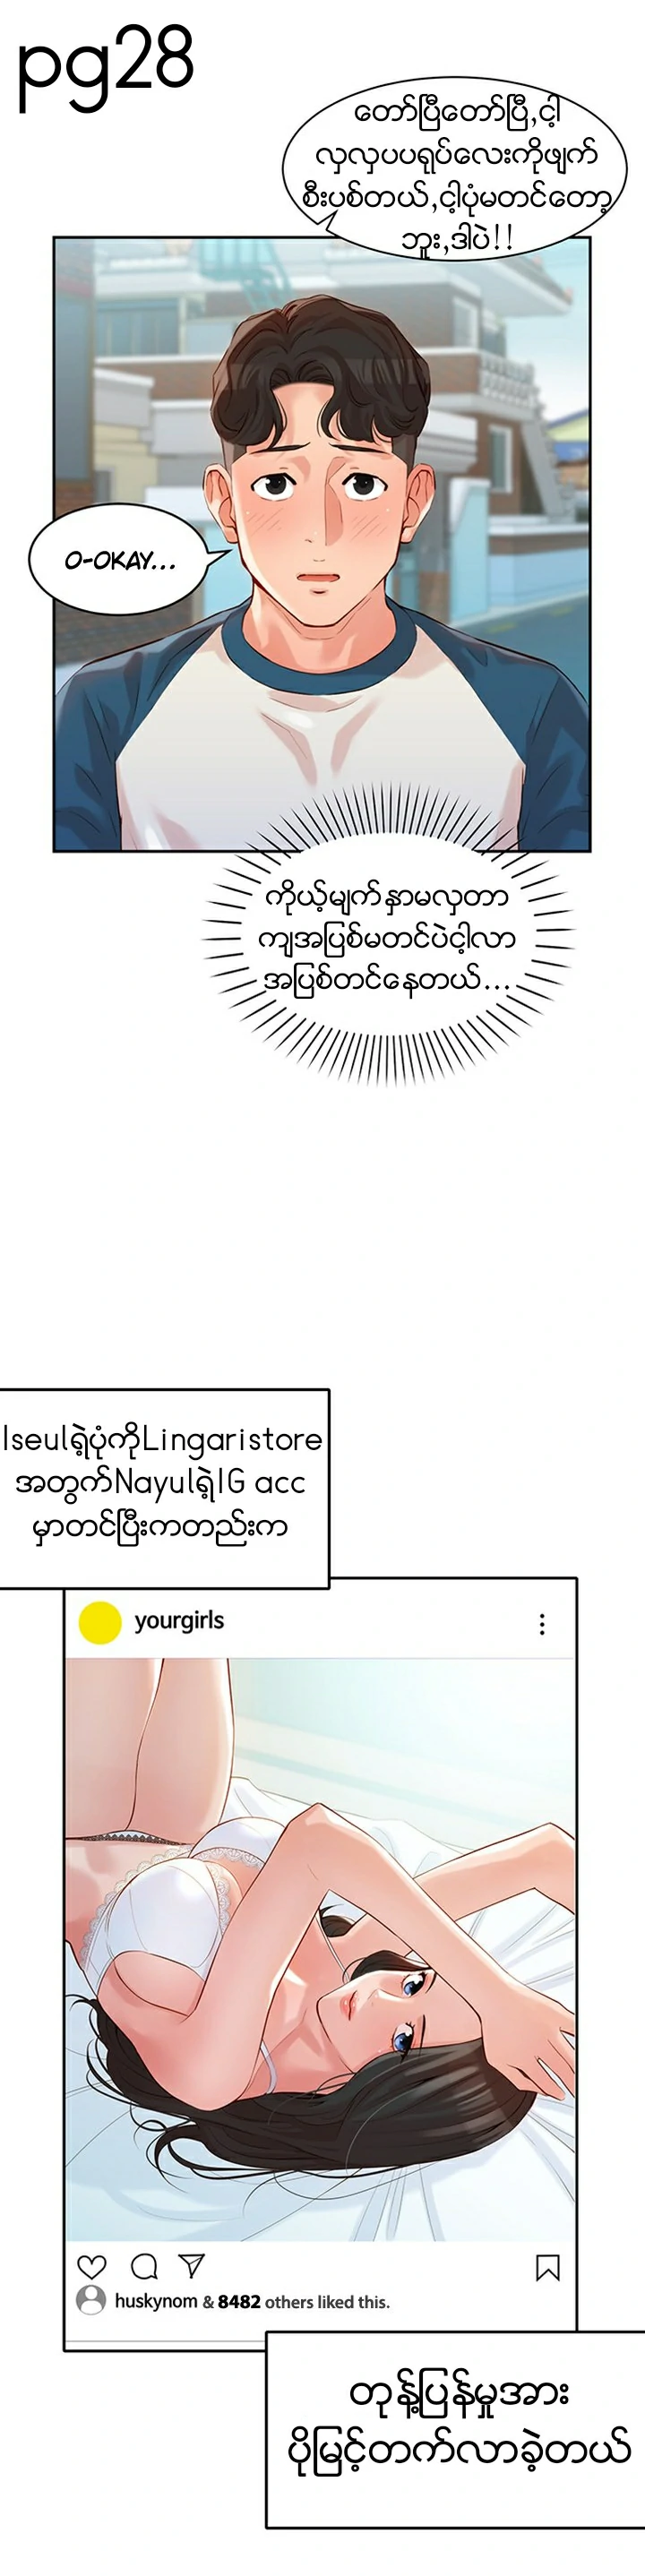 pg28
တော်ပြီတော်ပြီ,ငါ့
လှလှပပရုပ်လေးကိုဖျက်
စီးပစ်တယ်,ငါ့ပုံမတင်တော့
ဘူး,ဒါပဲ!!
O-OKAY...
ကိုယ့်မျက်နှာမလှတာ
ကျအပြစ်မတင်ပဲငါ့လာ
အပြစ်တင်နေတယ်...
Iseulရဲ့ပုံကိုLingaristore
အတွက်Nayulရဲ့IG acc
မှာတင်ပြီးကတည်းက
yourgirls
huskynom & 8482 others liked this.
တုန့်ပြန်မှုအား
ပိုမြင့်တက်လာခဲ့တယ်